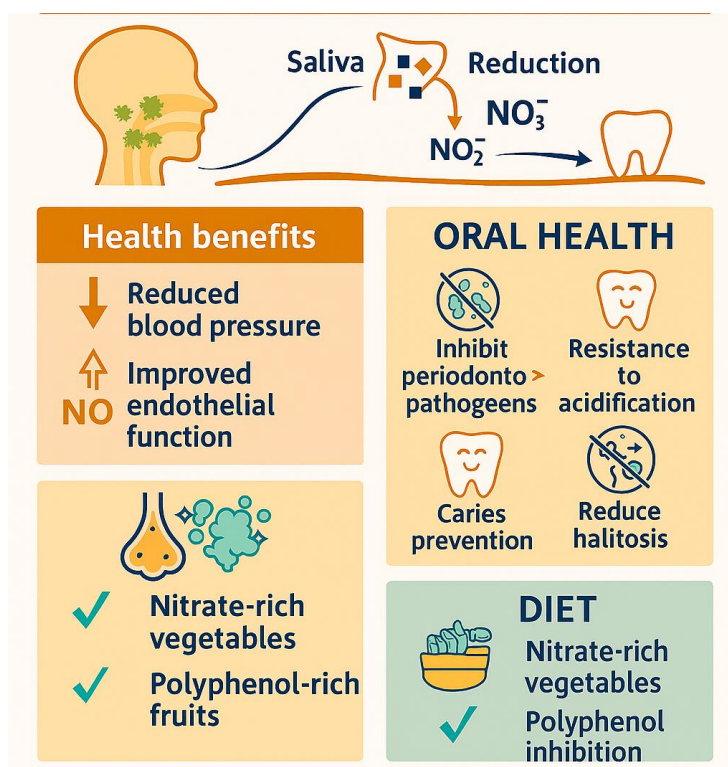 Saliva
Reduction
NO₃⁻
NO₂⁻
Health benefits
Reduced
blood pressure
NO
Improved
endothelial
function
ORAL HEALTH
Inhibit
periodonto >
pathogeens
Resistance
to
acidification
Caries
prevention
Reduce
halitosis
Nitrate-rich
vegetables
Polyphenol-rich
fruits
DIET
Nitrate-rich
vegetables
Polyphenol
inhibition